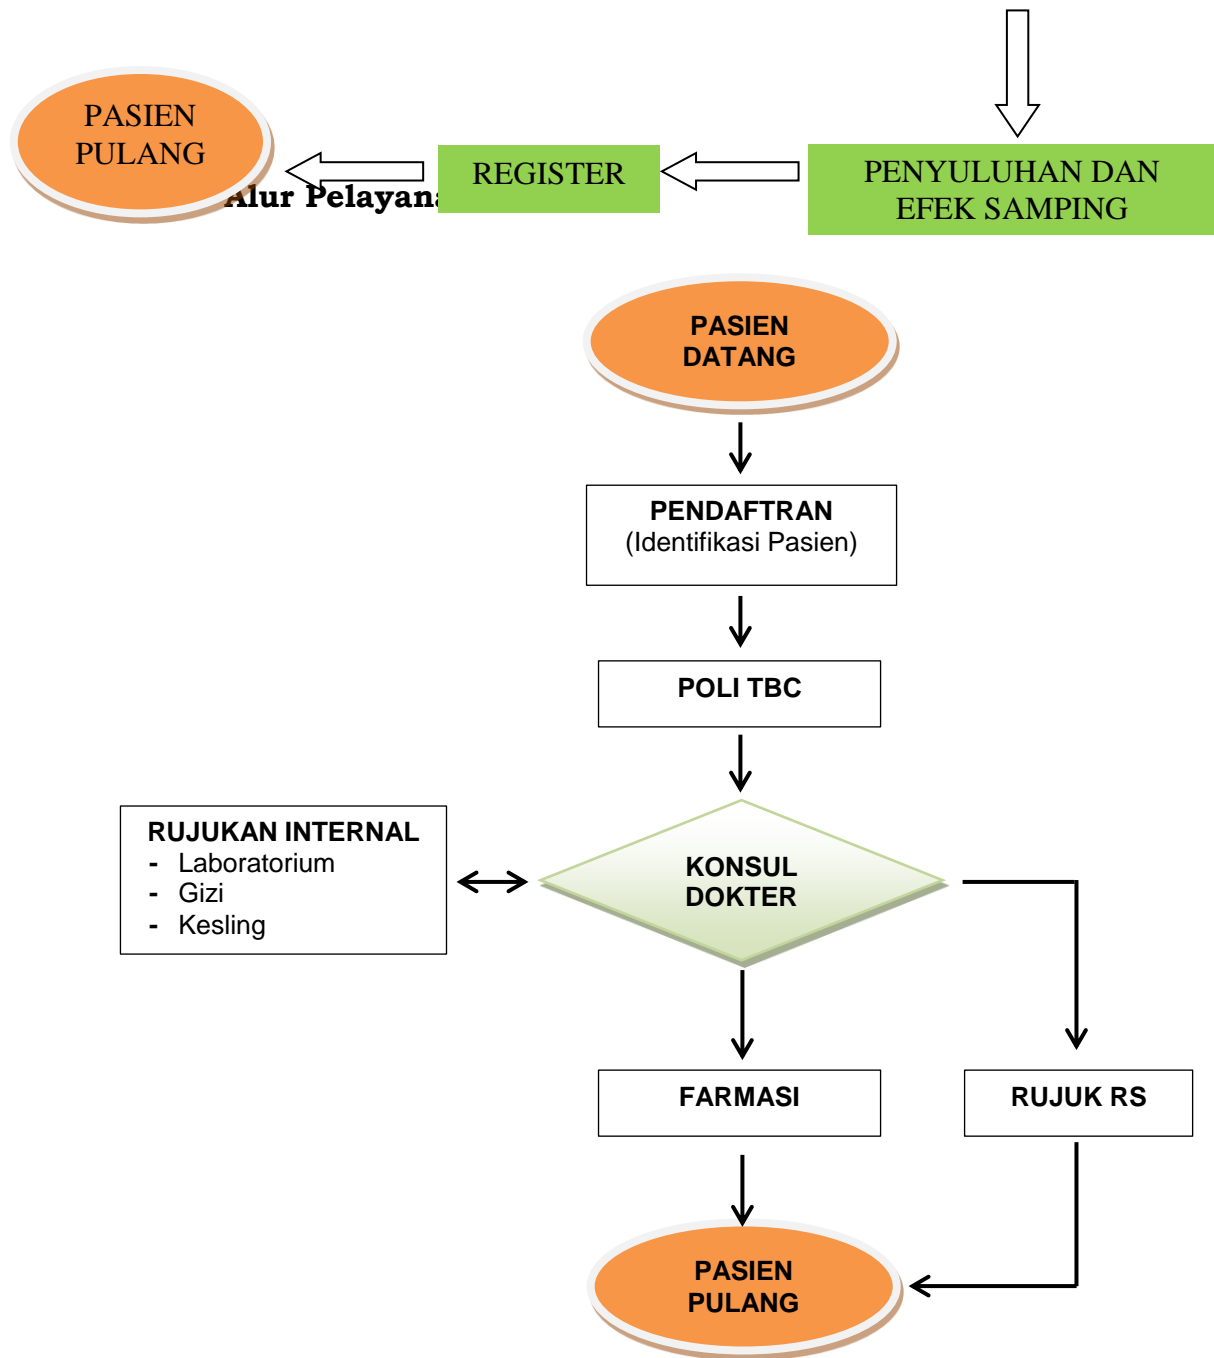 PASIEN
PULANG
REGISTER
PENYULUHAN DAN
EFEK SAMPING
Alur
PASIEN
DATANG
PENDAFTRAN
(Identifikasi Pasien)
POLI TBC
RUJUKAN INTERNAL
- Laboratorium
- Gizi
- Kesling
KONSUL
DOKTER
FARMASI
RUJUK RS
PASIEN
PULANG